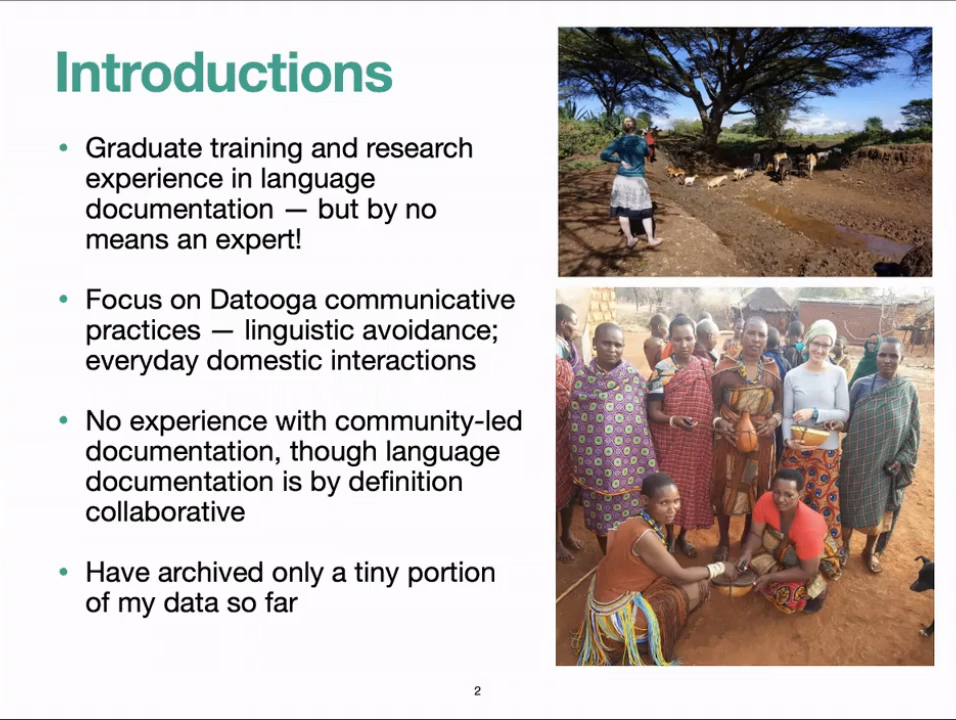 Introductions
• Graduate training and research
experience in language
documentation — but by no
means an expert!
• Focus on Datooga communicative
practices — linguistic avoidance;
everyday domestic interactions
• No experience with community-led
documentation, though language
documentation is by definition
collaborative
• Have archived only a tiny portion
of my data so far
2